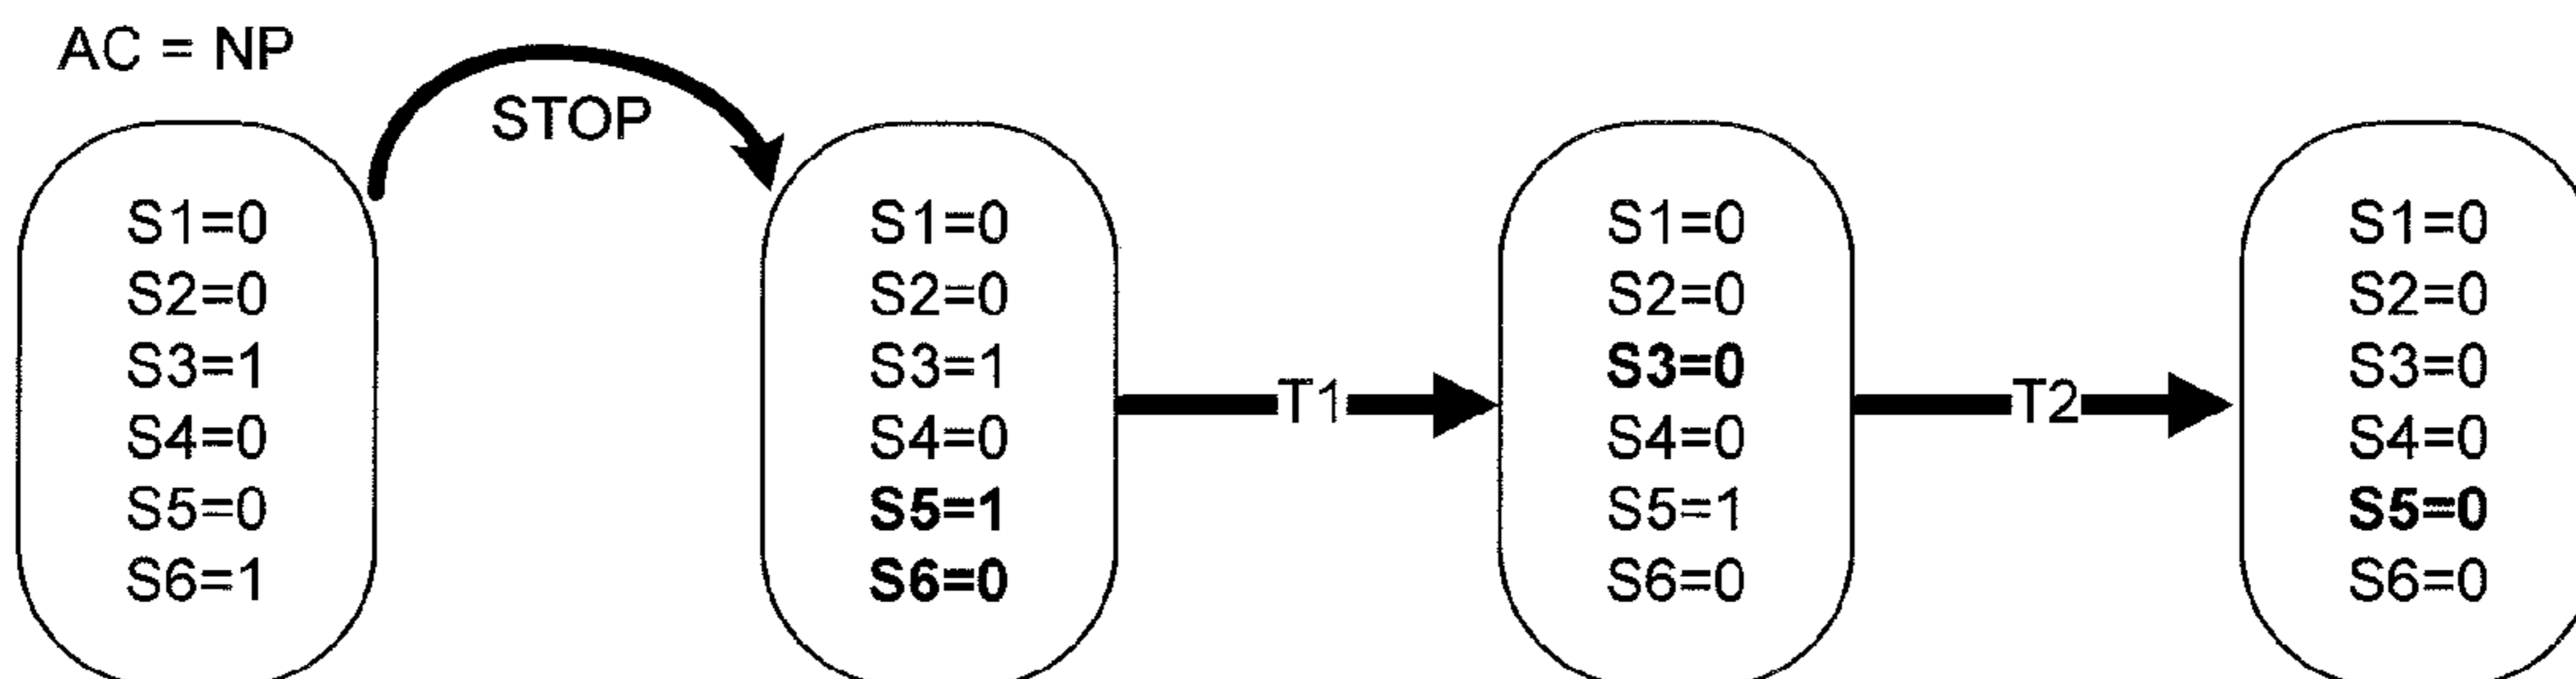 AC = NP
STOP
S1=0
S2=0
S3=1
S4=0
S5=0
S6=1
S1=0
S2=0
S3=1
S4=0
S5=1
S6=0
T1
S1=0
S2=0
S3=0
S4=0
S5=1
S6=0
T2
S1=0
S2=0
S3=0
S4=0
S5=0
S6=0